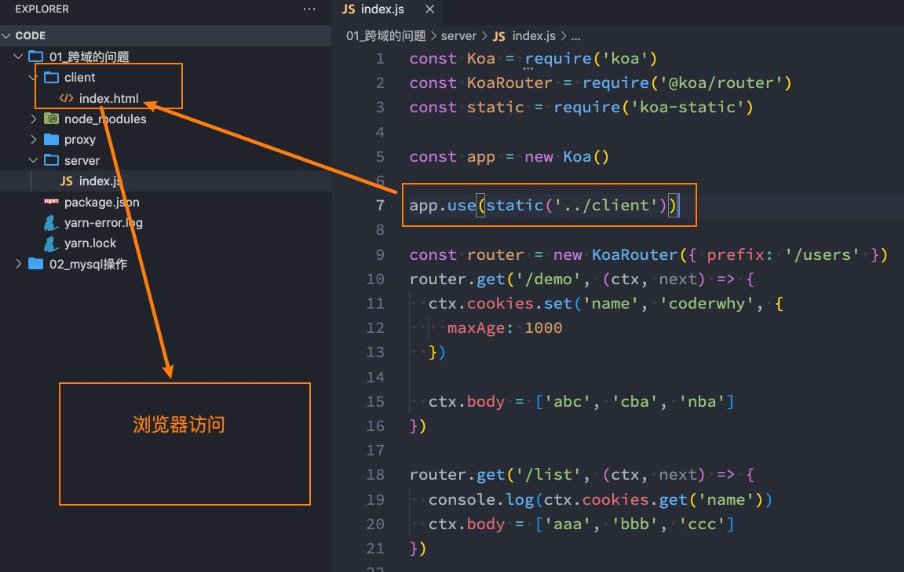 EXPLORER ...
CODE
01_跨域的问题
client
index.html
node_modules
proxy
server
JS index.js
package.json
yarn-error.log
yarn.lock
02_mysql操作
浏览器访问
JS index.js ×
01_跨域的问题 > server > JS index.js > ...
1 const Koa = require('koa')
2 const KoaRouter = require('@koa/router')
3 const static = require('koa-static')
4
5 const app = new Koa()
6
7 app.use(static('../client'))
8
9 const router = new KoaRouter({ prefix: '/users' })
10 router.get('/demo', (ctx, next) => {
11 ctx.cookies.set('name', 'coderwhy', {
12 maxAge: 1000
13 })
14
15 ctx.body = ['abc', 'cba', 'nba']
16 })
17
18 router.get('/list', (ctx, next) => {
19 console.log(ctx.cookies.get('name'))
20 ctx.body = ['aaa', 'bbb', 'ccc']
21 })